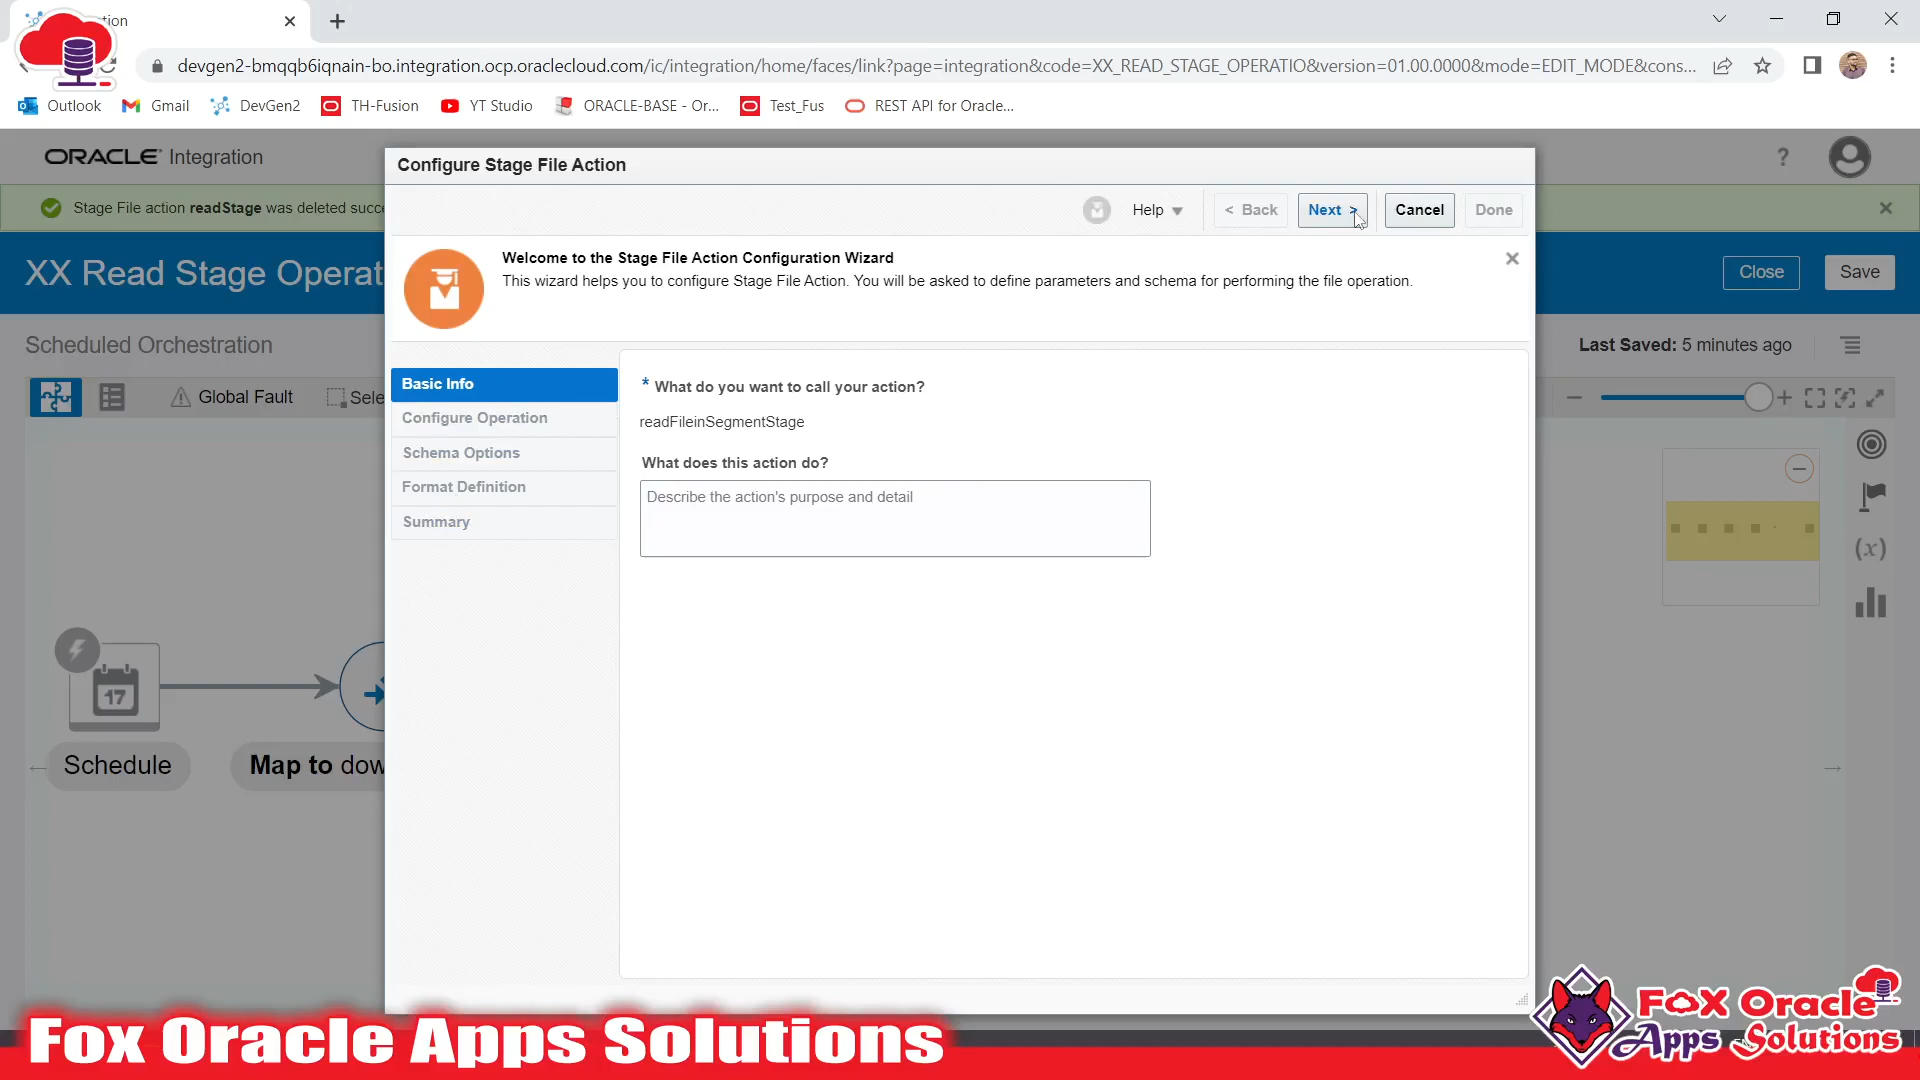 devgen2-bmqqb6iqnain-bo.integration.ocp.oraclecloud.com/ic/integration/home/faces/link?page=integration&code=XX_READ_STAGE_OPERATIO&version=01.00.0000&mode=EDIT_MODE&cons...
Outlook Gmail DevGen2 TH-Fusion YT Studio ORACLE-BASE - Or... Test_Fus REST API for Oracle...
ORACLE Integration
Configure Stage File Action
Stage File action readStage was deleted succe
Help < Back Next > Cancel Done
XX Read Stage Operat
Close Save
Welcome to the Stage File Action Configuration Wizard
This wizard helps you to configure Stage File Action. You will be asked to define parameters and schema for performing the file operation.
Scheduled Orchestration
Last Saved: 5 minutes ago
Global Fault
Sele
Basic Info
Configure Operation
Schema Options
Format Definition
Summary
* What do you want to call your action?
readFileinSegmentStage
What does this action do?
Describe the action's purpose and detail
(x)
17
Schedule
Map to dow
Fox Oracle Apps Solutions
Fox Oracle
Apps Solutions